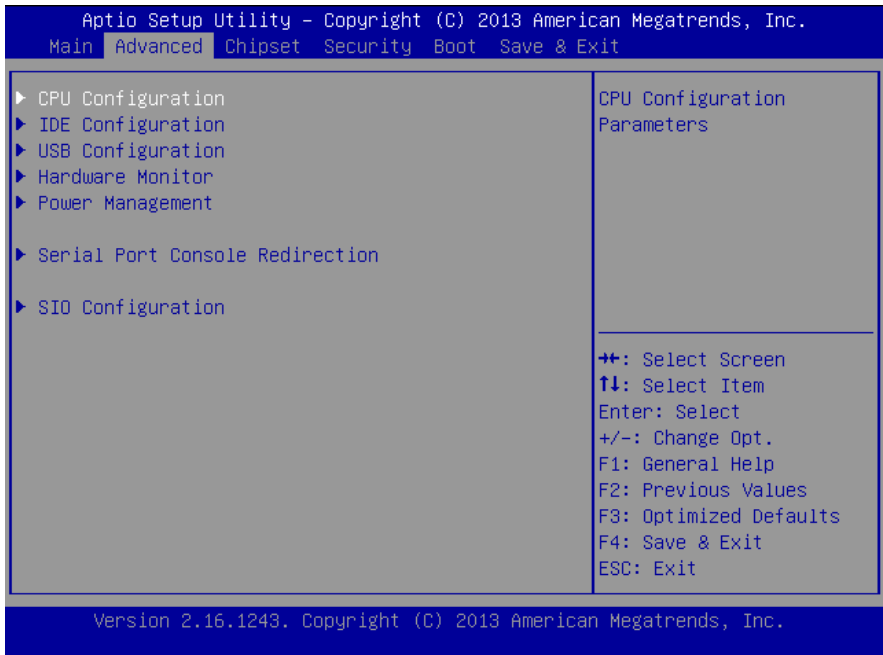 Aptio Setup Utility – Copyright (C) 2013 American Megatrends, Inc.
Main Advanced Chipset Security Boot Save & Exit
▶ CPU Configuration
▶ IDE Configuration
▶ USB Configuration
▶ Hardware Monitor
▶ Power Management
▶ Serial Port Console Redirection
▶ SIO Configuration
CPU Configuration
Parameters
→←: Select Screen
↑↓: Select Item
Enter: Select
+/-: Change Opt.
F1: General Help
F2: Previous Values
F3: Optimized Defaults
F4: Save & Exit
ESC: Exit
Version 2.16.1243. Copyright (C) 2013 American Megatrends, Inc.